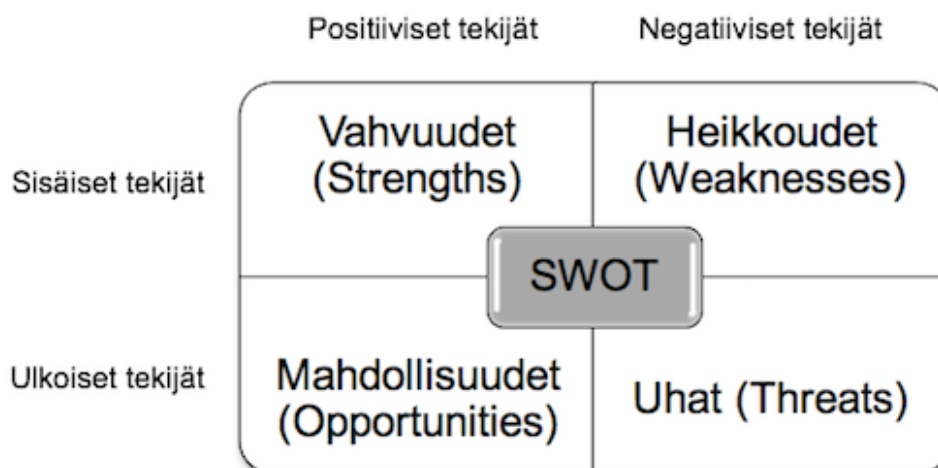 Positiiviset tekijät
Negatiiviset tekijät
Sisäiset tekijät
Vahvuudet
(Strengths)
Heikkoudet
(Weaknesses)
SWOT
Ulkoiset tekijät
Mahdollisuudet
(Opportunities)
Uhat (Threats)